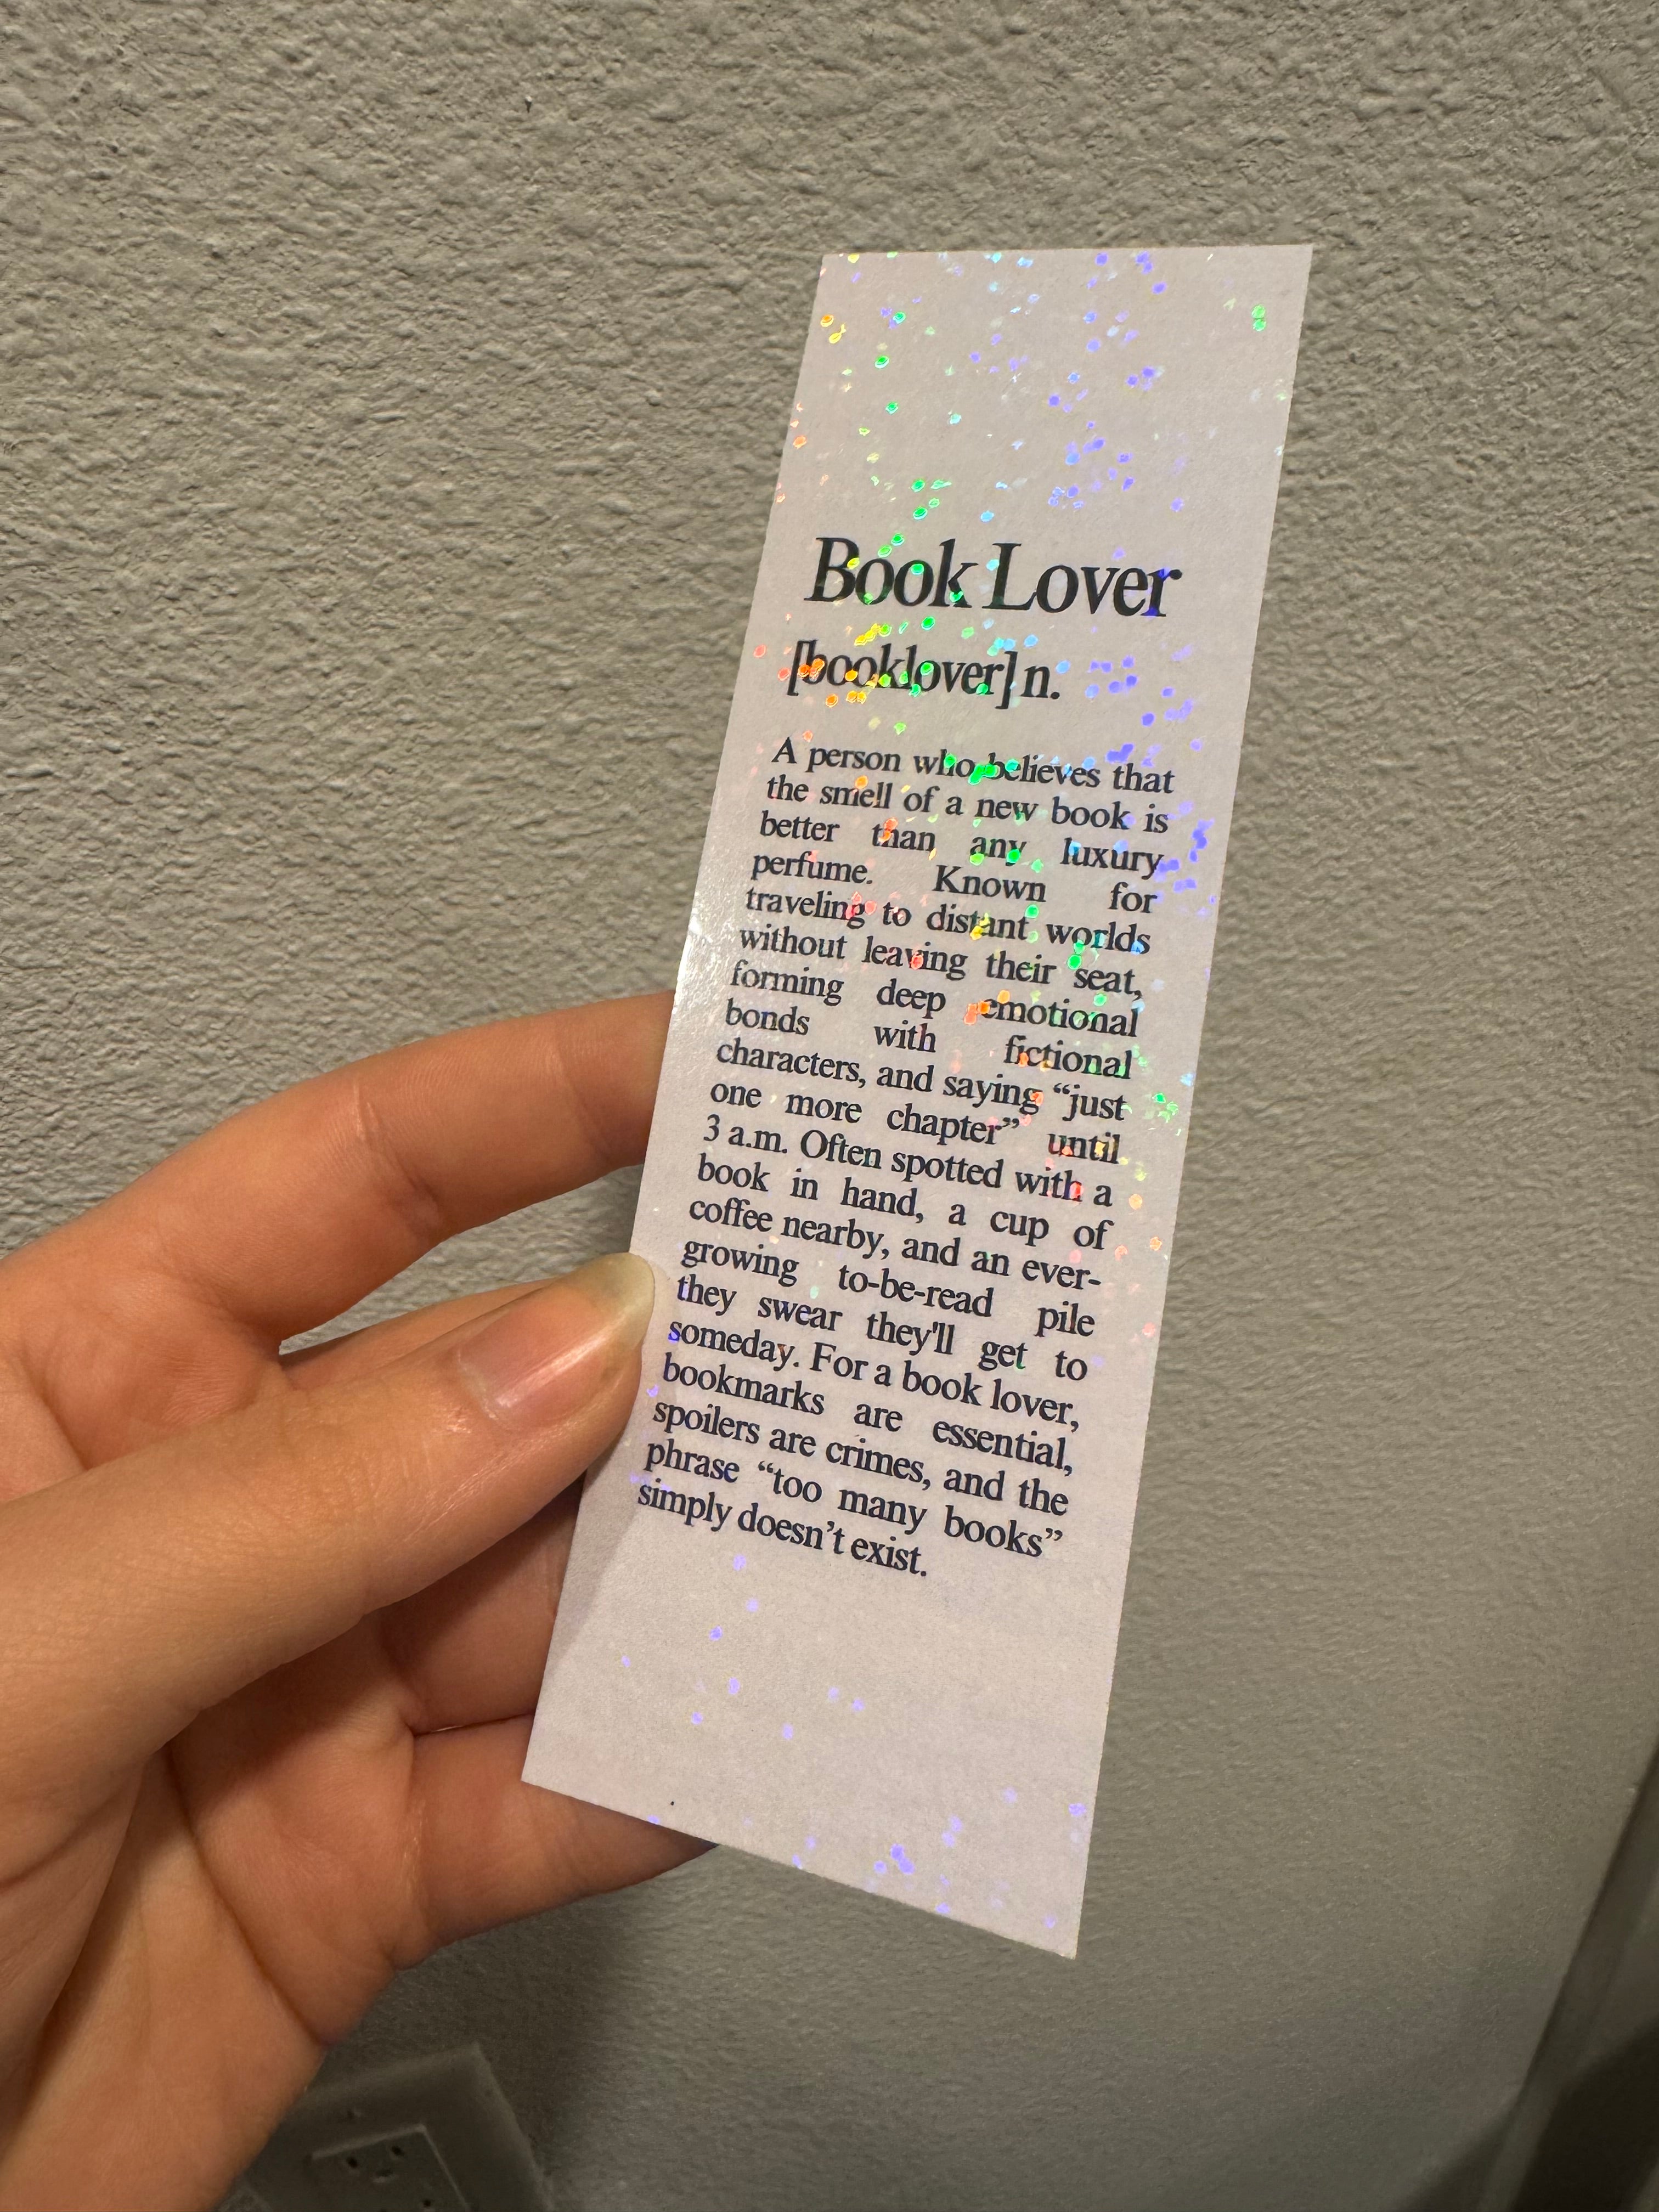 Book Lover
[booklover] n.
A person who believes that
the smell of a new book is
better than any luxury
perfume. Known for
traveling to distant worlds
without leaving their seat,
forming deep emotional
bonds with fictional
characters, and saying “just
one more chapter” until
3 a.m. Often spotted with a
book in hand, a cup of
coffee nearby, and an ever-
growing to-be-read pile
they swear they'll get to
someday. For a book lover,
bookmarks are essential,
spoilers are crimes, and the
phrase “too many books”
simply doesn’t exist.